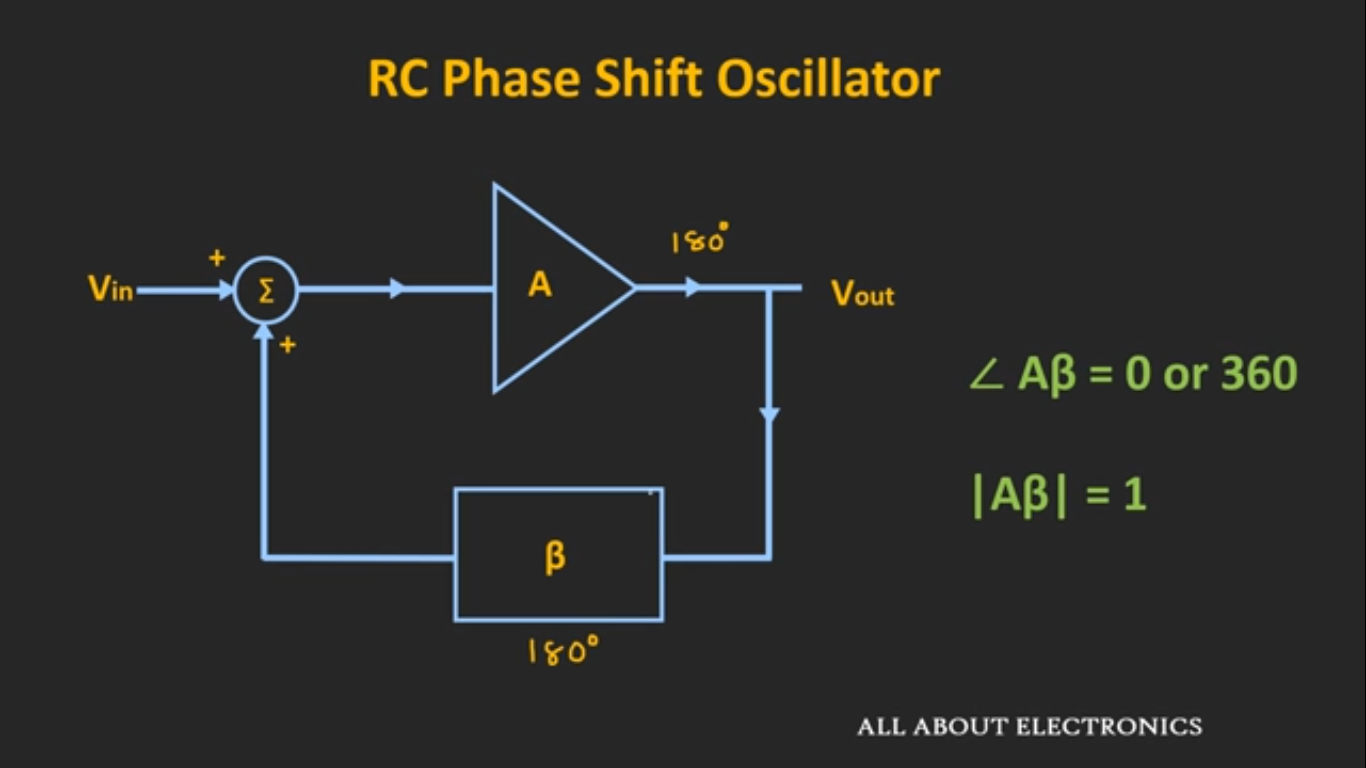 RC Phase Shift Oscillator
180°
+
Vin
Σ
A
Vout
+
∠ Aβ = 0 or 360
|Aβ| = 1
β
180°
ALL ABOUT ELECTRONICS